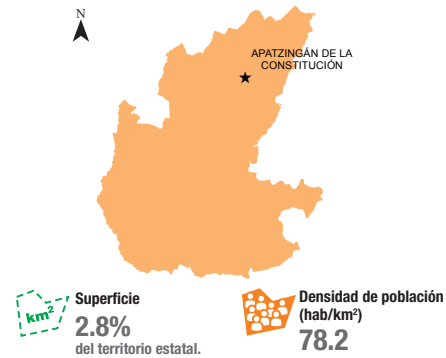 N
APATZINGÁN DE LA
CONSTITUCIÓN
km²
Superficie
2.8%
del territorio estatal.
Densidad de población
(hab/km²)
78.2